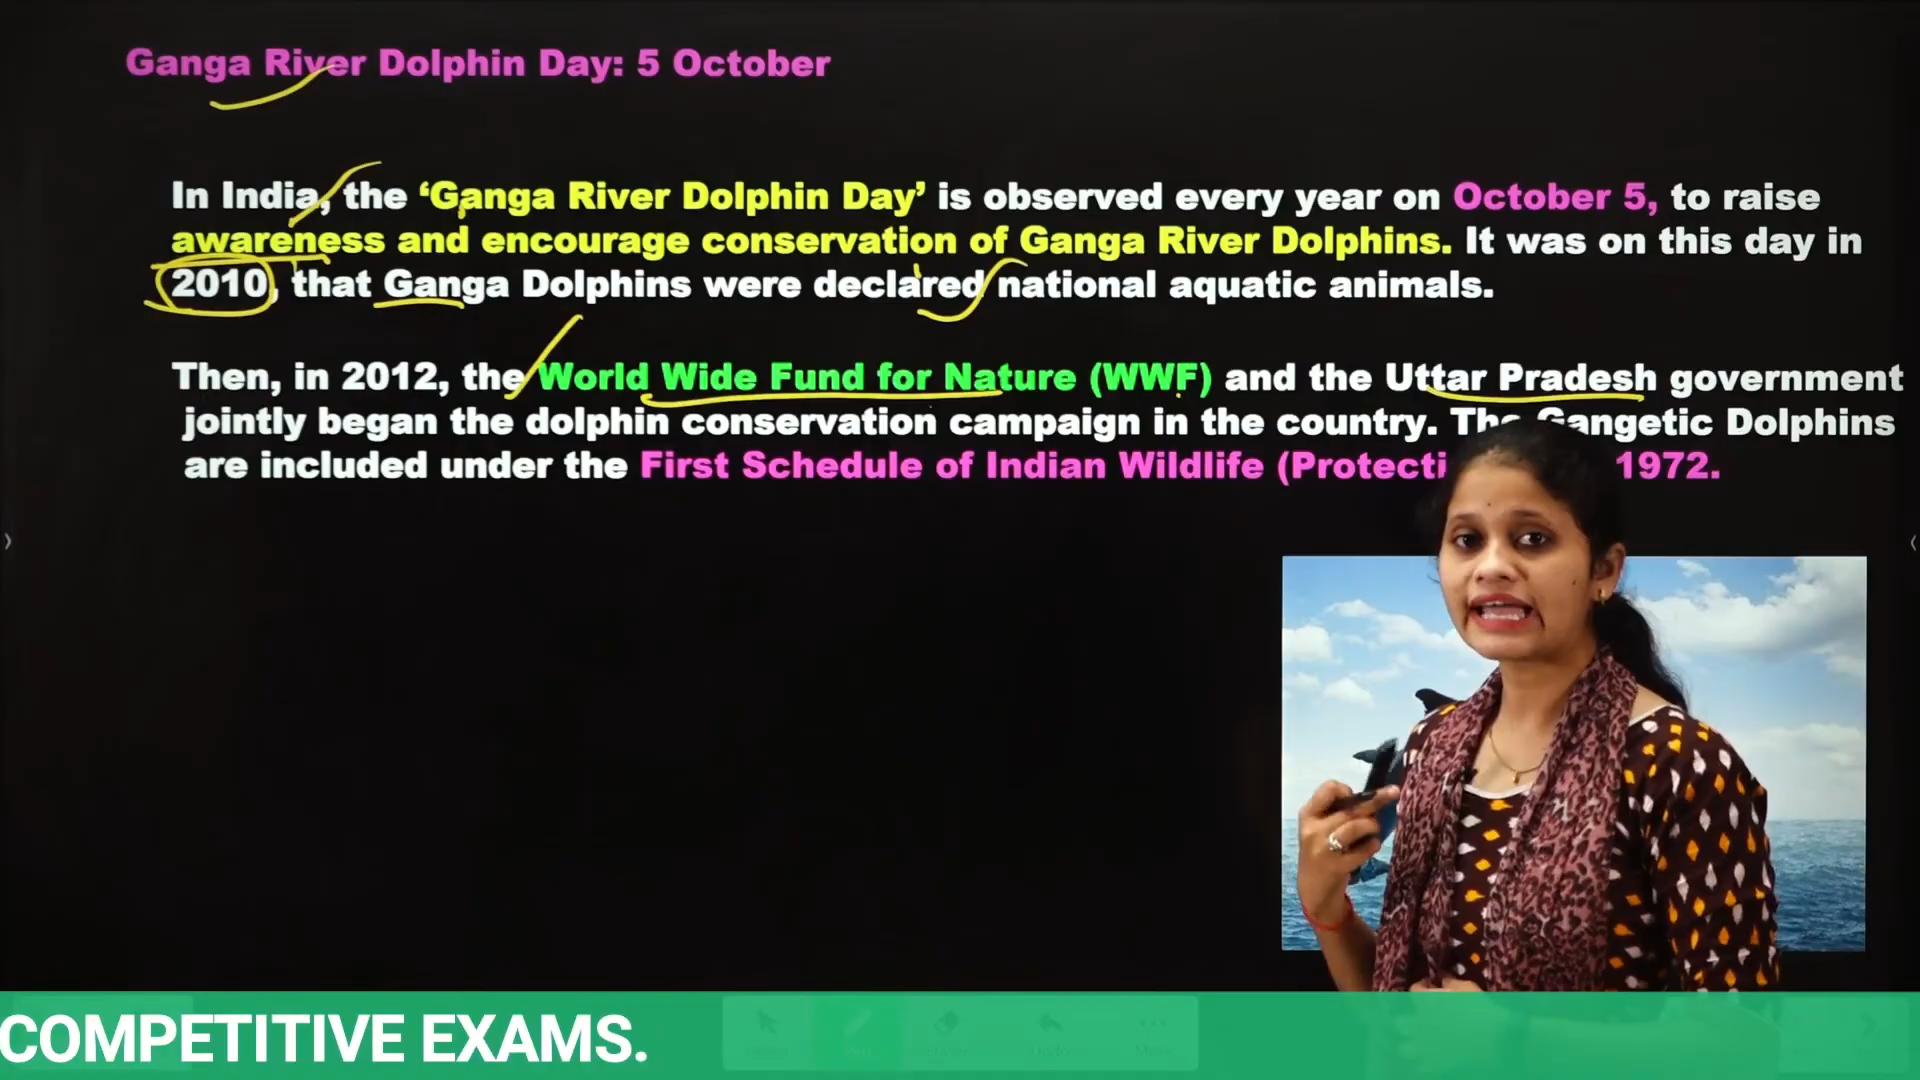 Ganga River Dolphin Day: 5 October
In India, the ‘Ganga River Dolphin Day’ is observed every year on October 5, to raise
awareness and encourage conservation of Ganga River Dolphins. It was on this day in
2010, that Ganga Dolphins were declared national aquatic animals.
Then, in 2012, the World Wide Fund for Nature (WWF) and the Uttar Pradesh government
jointly began the dolphin conservation campaign in the country. The Gangetic Dolphins
are included under the First Schedule of Indian Wildlife (Protecti 1972.
COMPETITIVE EXAMS.